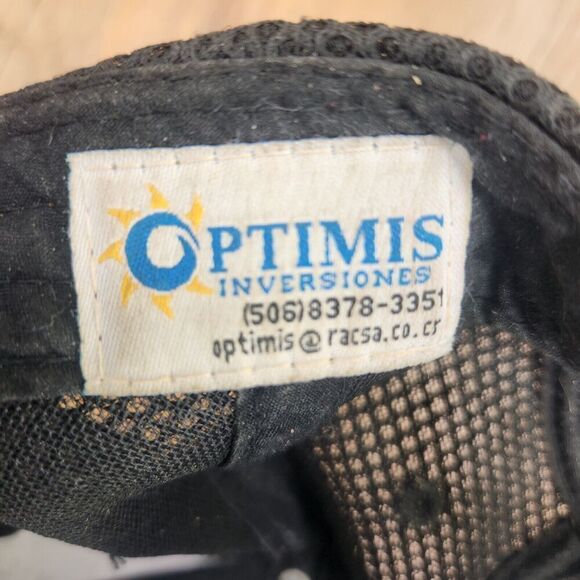 OPTIMIS
INVERSIONES
(506)8378-3351
optimis@racsa.co.cr